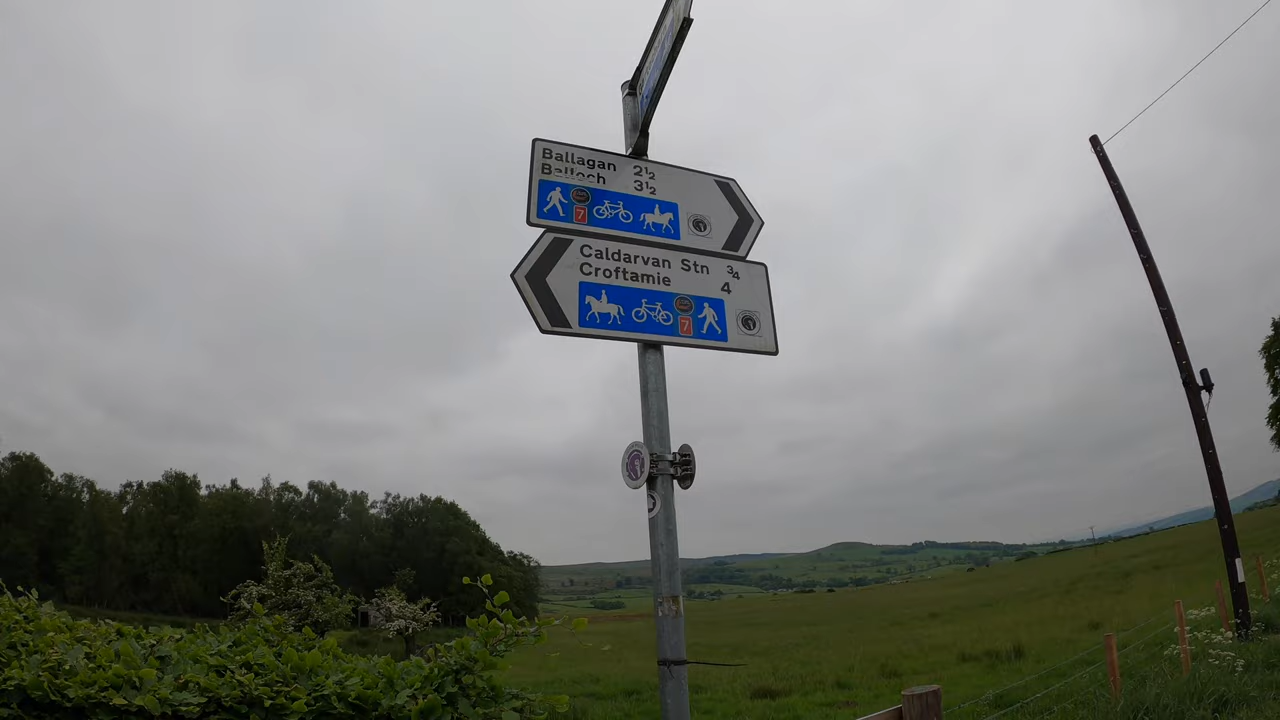 Ballagan 2½
Balloch 3½
7
Caldarvan Stn ¾
Croftamie 4
7